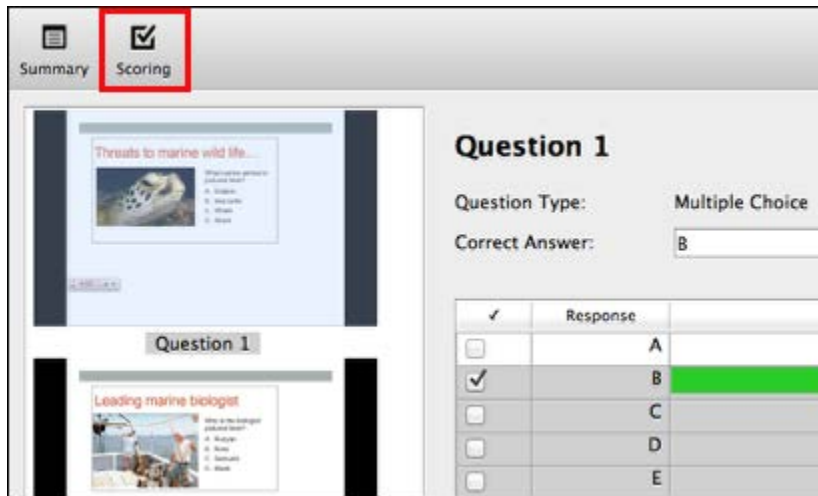 Summary
Scoring
Threats to marine wild life...
Question 1
Leading marine biologist
Question 1
Question Type:
Multiple Choice
Correct Answer:
B
✓
Response
A
B
C
D
E